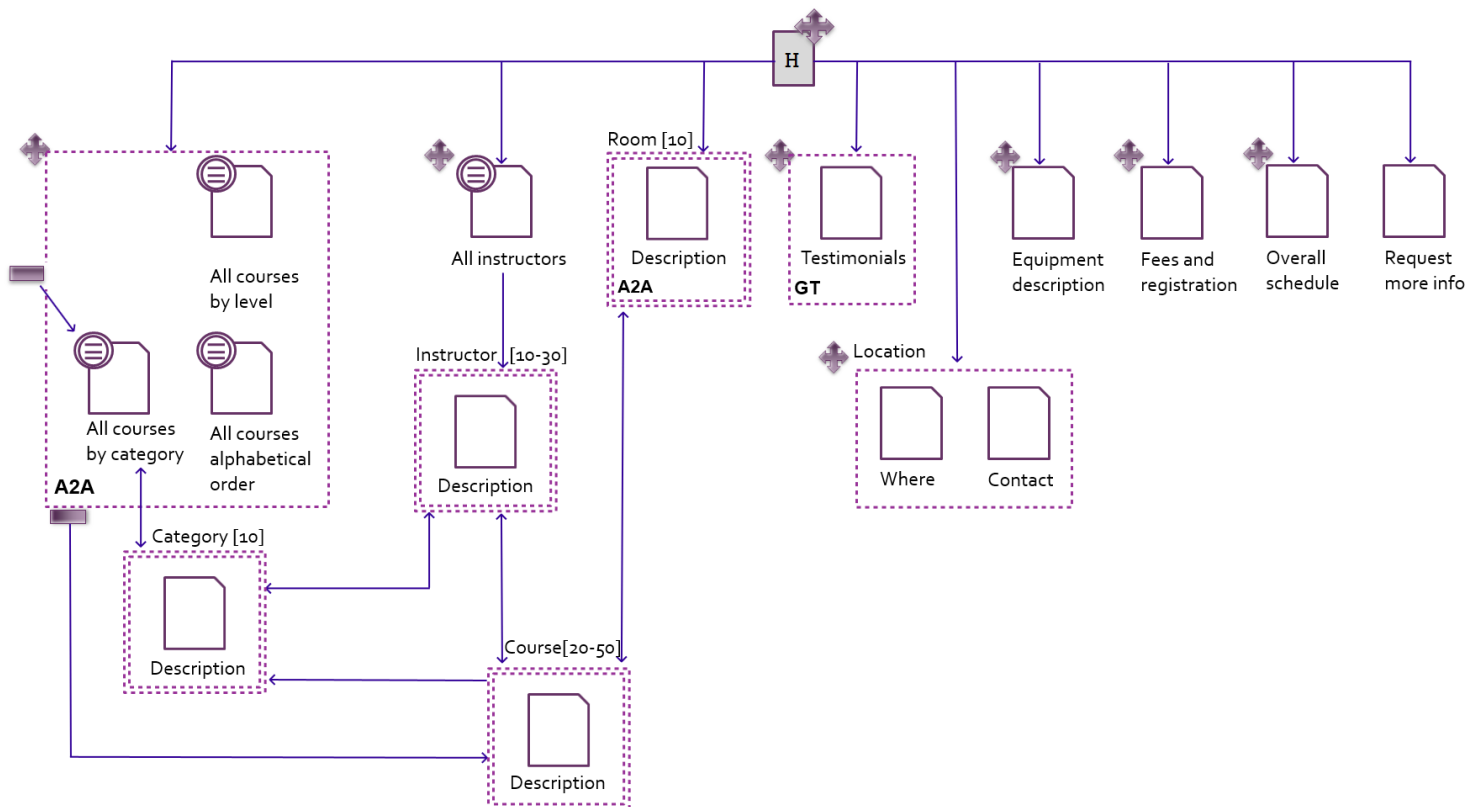 H
Room [10]
All courses
by level
All instructors
Description
A2A
Testimonials
GT
Equipment
description
Fees and
registration
Overall
schedule
Request
more info
Instructor [10-30]
Location
All courses
by category
All courses
alphabetical
order
A2A
Description
Where
Contact
Category [10]
Description
Course[20-50]
Description